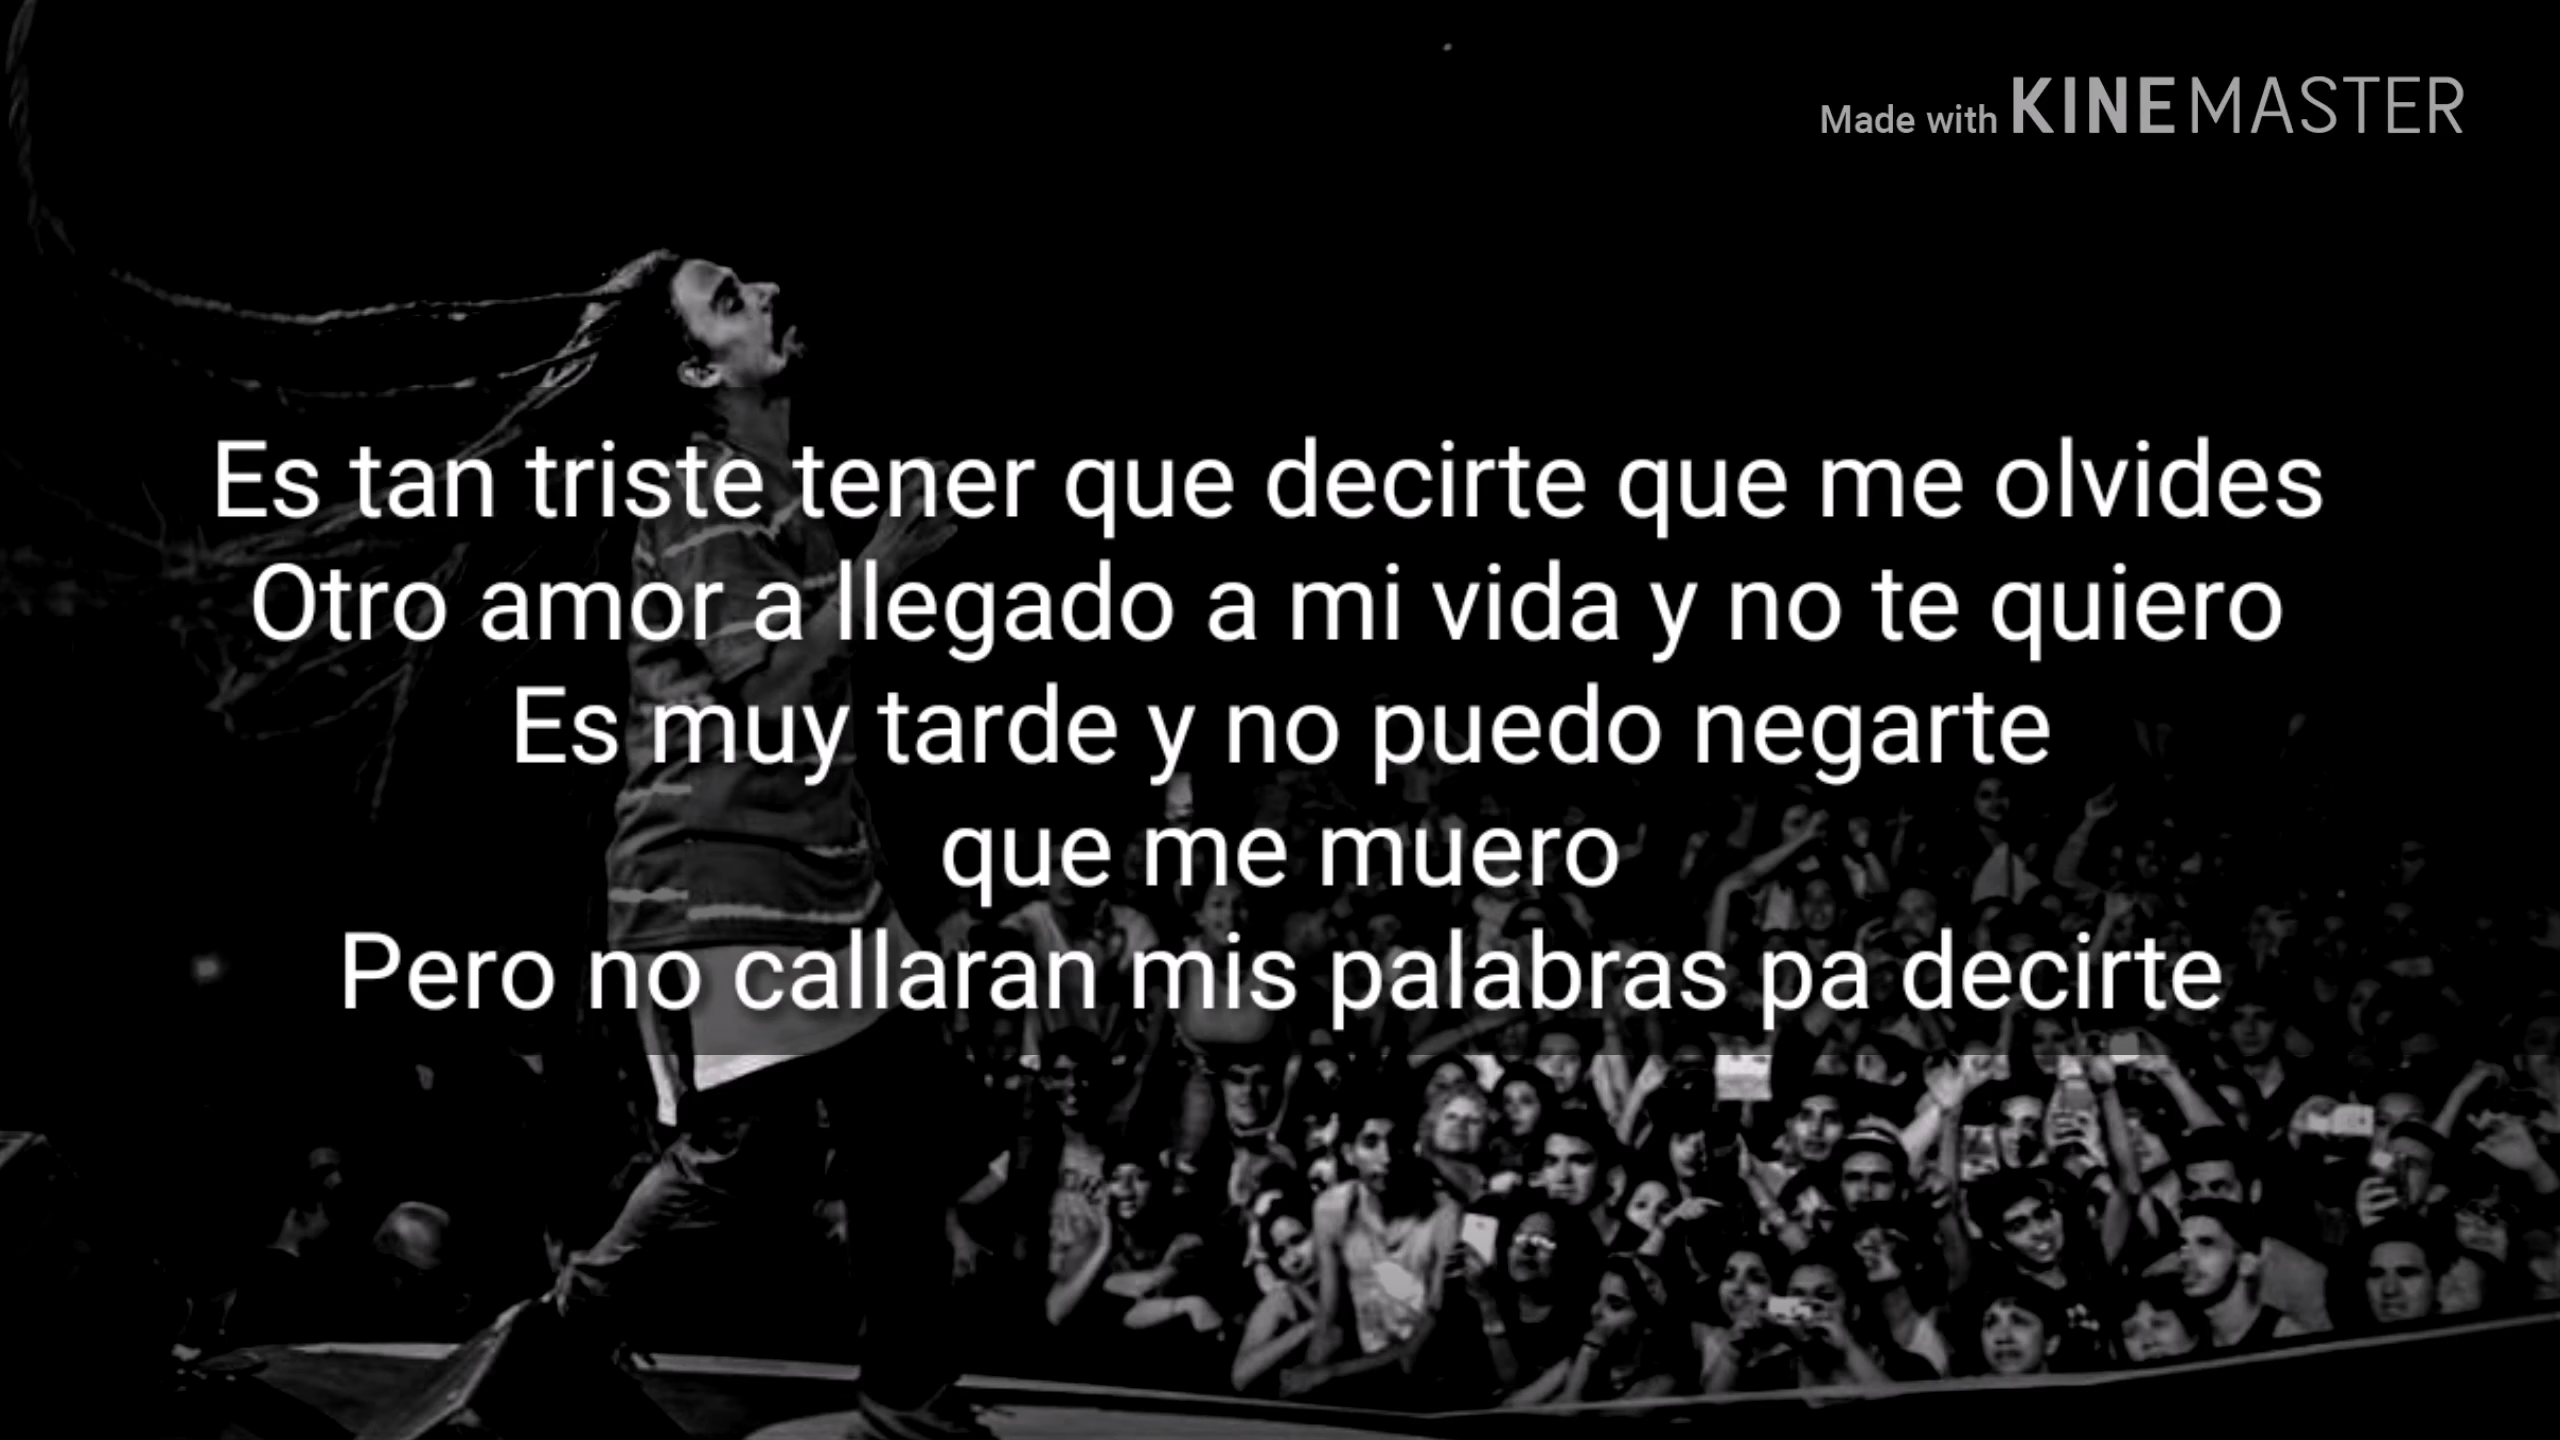 Made with KINEMASTER
Es tan triste tener que decirte que me olvides
Otro amor a llegado a mi vida y no te quiero
Es muy tarde y no puedo negarte
que me muero
Pero no callaran mis palabras pa decirte